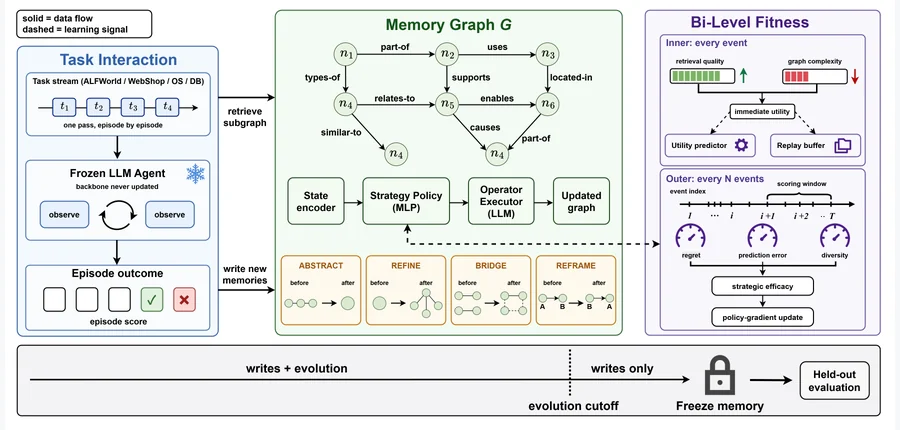 solid = data flow
dashed = learning signal
Task Interaction
Task stream (ALFWorld / WebShop / OS / DB)
t1 t2 t3 t4
one pass, episode by episode
Frozen LLM Agent
backbone never updated
observe observe
Episode outcome
✓ ✖
episode score
retrieve
subgraph
write new
memories
Memory Graph G
n1 part-of n2 uses n3
types-of supports located-in
n4 relates-to n5 enables n6
similar-to causes part-of
n4 n4
State
encoder
Strategy Policy
(MLP)
Operator
Executor
(LLM)
Updated
graph
ABSTRACT
before after
REFINE
before after
BRIDGE
before after
REFRAME
before after
A B B A
Bi-Level Fitness
Inner: every event
retrieval quality graph complexity
immediate utility
Utility predictor Replay buffer
Outer: every N events
scoring window
event index
1 ··· i i+1 i+2 ·· T
regret prediction error diversity
strategic efficacy
policy-gradient update
writes + evolution writes only
evolution cutoff Freeze memory
Held-out
evaluation